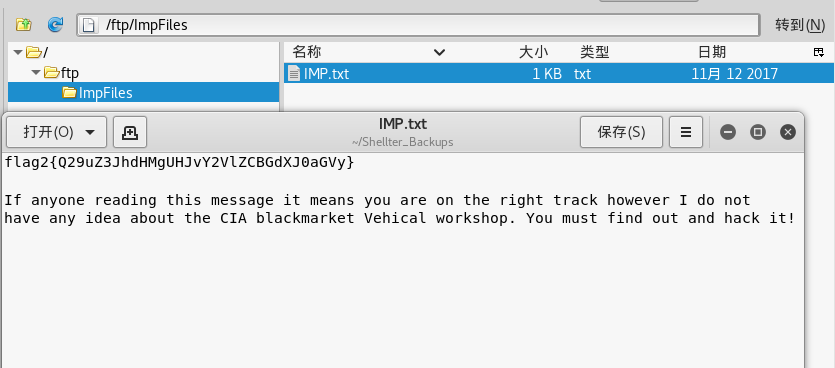 /ftp/ImpFiles 转到(N)
/
ftp
ImpFiles
名称 大小 类型 日期
IMP.txt 1 KB txt 11月 12 2017
打开(O) IMP.txt 保存(S)
~/Shellter_Backups
flag2{Q29uZ3JhdHMgUHJvY2VlZCBGdXJ0aGVy}
If anyone reading this message it means you are on the right track however I do not
have any idea about the CIA blackmarket Vehical workshop. You must find out and hack it!